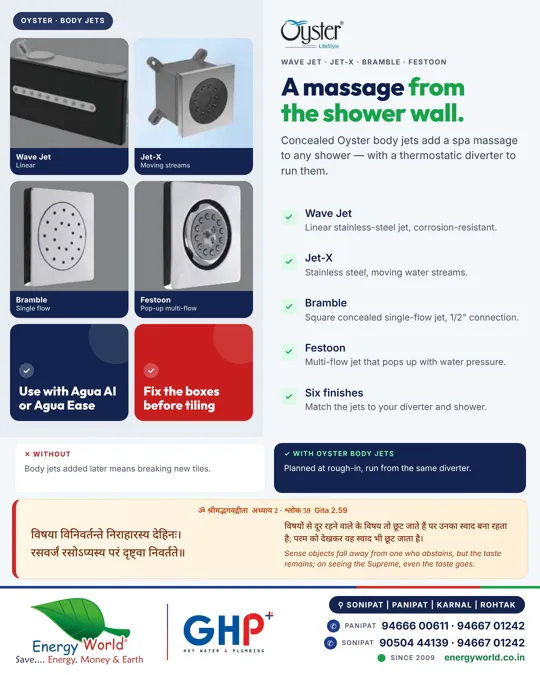 OYSTER · BODY JETS
Wave Jet
Linear
Jet-X
Moving streams
Bramble
Single flow
Festoon
Pop-up multi-flow
Use with Agua AI
or Agua Ease
Fix the boxes
before tiling
Oyster®
LifeStyle
WAVE JET · JET-X · BRAMBLE · FESTOON
A massage from
the shower wall.
Concealed Oyster body jets add a spa massage
to any shower — with a thermostatic diverter to
run them.
✓ Wave Jet
Linear stainless-steel jet, corrosion-resistant.
✓ Jet-X
Stainless steel, moving water streams.
✓ Bramble
Square concealed single-flow jet, 1/2" connection.
✓ Festoon
Multi-flow jet that pops up with water pressure.
✓ Six finishes
Match the jets to your diverter and shower.
✕ WITHOUT
Body jets added later means breaking new tiles.
✓ WITH OYSTER BODY JETS
Planned at rough-in, run from the same diverter.
ॐ श्रीमद्भगवद्गीता अध्याय 2 · श्लोक 59 Gita 2.59
विषया विनिवर्तन्ते निराहारस्य देहिनः।
रसवर्जं रसोऽप्यस्य परं दृष्ट्वा निवर्तते॥
विषयों से दूर रहने वाले के विषय तो छूट जाते हैं पर उनका स्वाद बना रहता
है; परम को देखकर वह स्वाद भी छूट जाता है।
Sense objects fall away from one who abstains, but the taste
remains; on seeing the Supreme, even the taste goes.
Energy World®
Save.... Energy, Money & Earth
GHP+
HOT WATER & PLUMBING
SONIPAT | PANIPAT | KARNAL | ROHTAK
PANIPAT 94666 00611 · 94667 01242
SONIPAT 90504 44139 · 94667 01242
SINCE 2009 energyworld.co.in